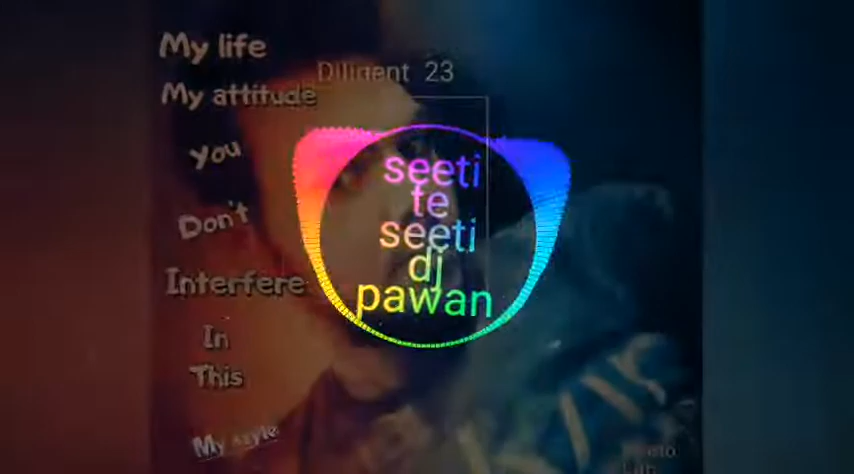 My life
Diligent 23
My attitude
you
Don't
Interfere
In
This
My style
seeti
te
seeti
dj
pawan